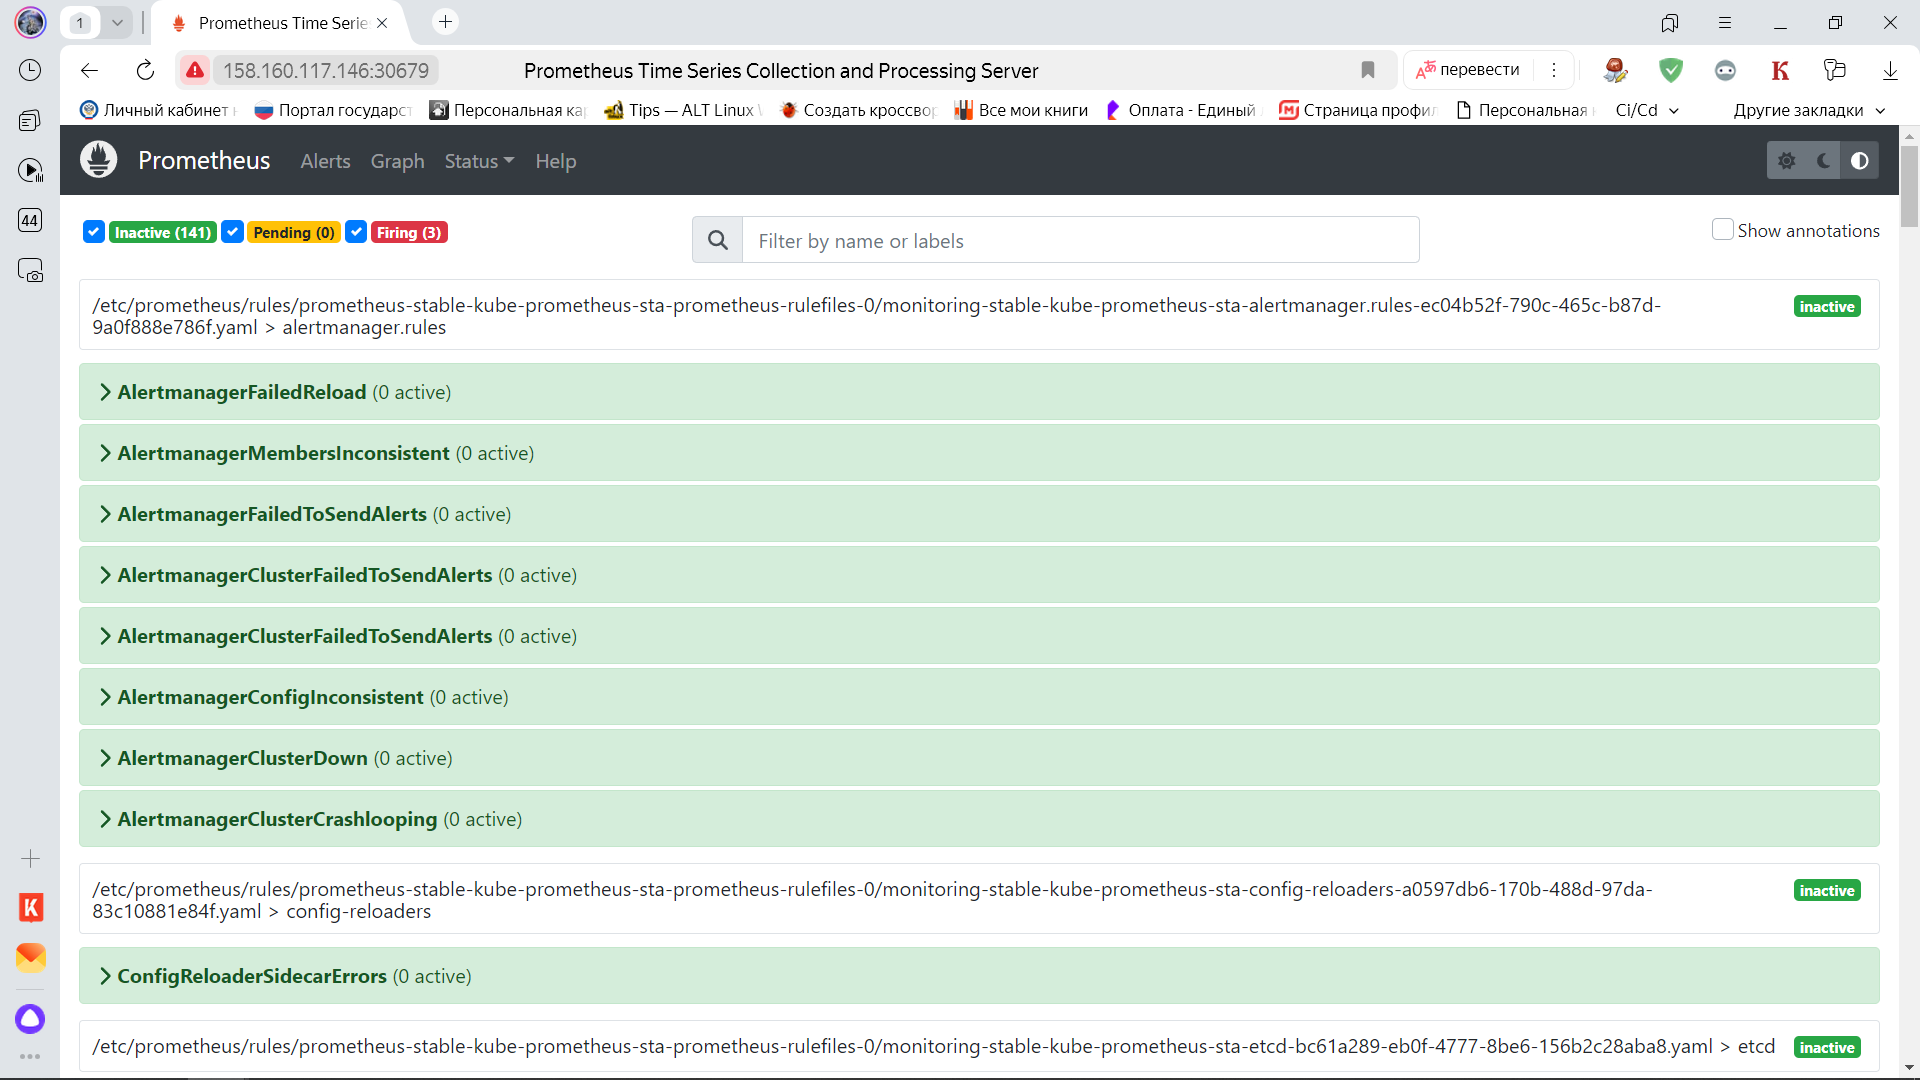 1
Prometheus Time Serie
158.160.117.146:30679
Prometheus Time Series Collection and Processing Server
перевести
Личный кабинет
Портал государст
Персональная кар
Tips — ALT Linux
Создать кроссвор
Все мои книги
Оплата - Единый
Страница профил
Персональная
Ci/Cd
Другие закладки
44
Prometheus
Alerts
Graph
Status
Help
Inactive (141)
Pending (0)
Firing (3)
Filter by name or labels
Show annotations
/etc/prometheus/rules/prometheus-stable-kube-prometheus-sta-prometheus-rulefiles-0/monitoring-stable-kube-prometheus-sta-alertmanager.rules-ec04b52f-790c-465c-b87d-
9a0f888e786f.yaml > alertmanager.rules
inactive
AlertmanagerFailedReload (0 active)
AlertmanagerMembersInconsistent (0 active)
AlertmanagerFailedToSendAlerts (0 active)
AlertmanagerClusterFailedToSendAlerts (0 active)
AlertmanagerClusterFailedToSendAlerts (0 active)
AlertmanagerConfigInconsistent (0 active)
AlertmanagerClusterDown (0 active)
AlertmanagerClusterCrashlooping (0 active)
/etc/prometheus/rules/prometheus-stable-kube-prometheus-sta-prometheus-rulefiles-0/monitoring-stable-kube-prometheus-sta-config-reloaders-a0597db6-170b-488d-97da-
83c10881e84f.yaml > config-reloaders
inactive
ConfigReloaderSidecarErrors (0 active)
/etc/prometheus/rules/prometheus-stable-kube-prometheus-sta-prometheus-rulefiles-0/monitoring-stable-kube-prometheus-sta-etcd-bc61a289-eb0f-4777-8be6-156b2c28aba8.yaml > etcd
inactive